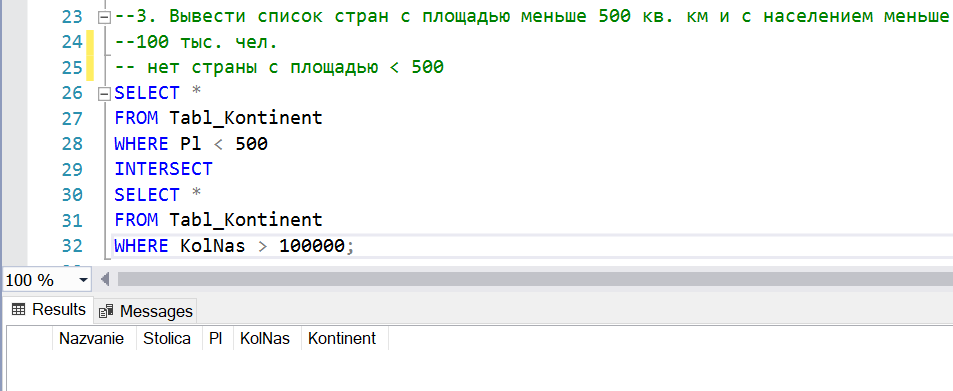 23 --3. Вывести список стран с площадью меньше 500 кв. км и с населением меньше
24 --100 тыс. чел.
25 -- нет страны с площадью < 500
26 SELECT *
27 FROM Tabl_Kontinent
28 WHERE Pl < 500
29 INTERSECT
30 SELECT *
31 FROM Tabl_Kontinent
32 WHERE KolNas > 100000;
100 %
Results Messages
Nazvanie Stolica Pl KolNas Kontinent